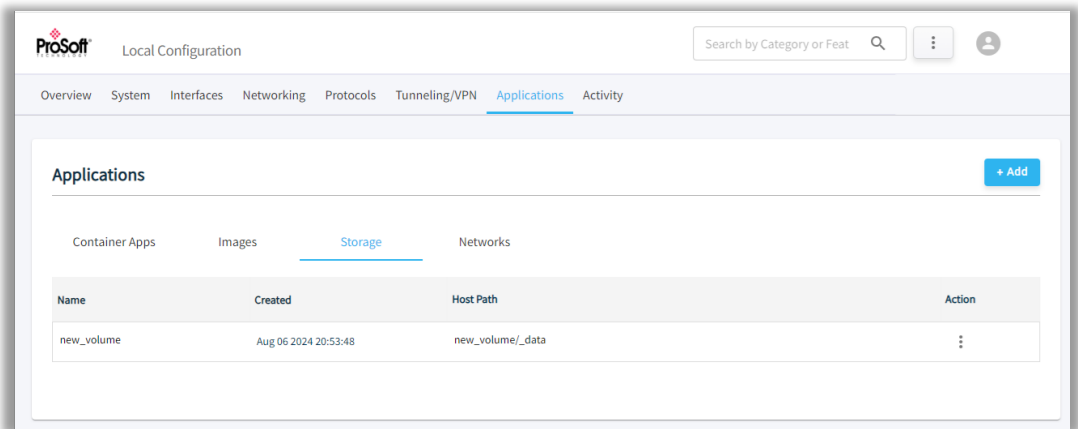 ProSoft
TECHNOLOGY
Local Configuration
Search by Category or Feat
Overview System Interfaces Networking Protocols Tunneling/VPN Applications Activity
Applications
+ Add
Container Apps Images Storage Networks
Name Created Host Path Action
new_volume Aug 06 2024 20:53:48 new_volume/_data